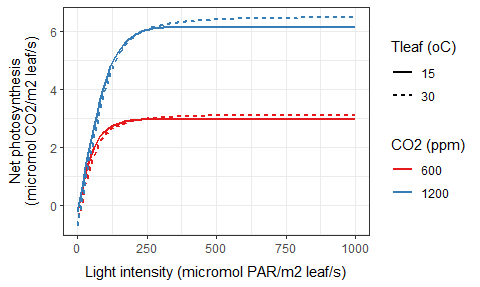 Net photosynthesis
(micromol CO2/m2 leaf/s)
6
4
2
0
0
250
500
750
1000
Light intensity (micromol PAR/m2 leaf/s)
Tleaf (oC)
15
30
CO2 (ppm)
600
1200